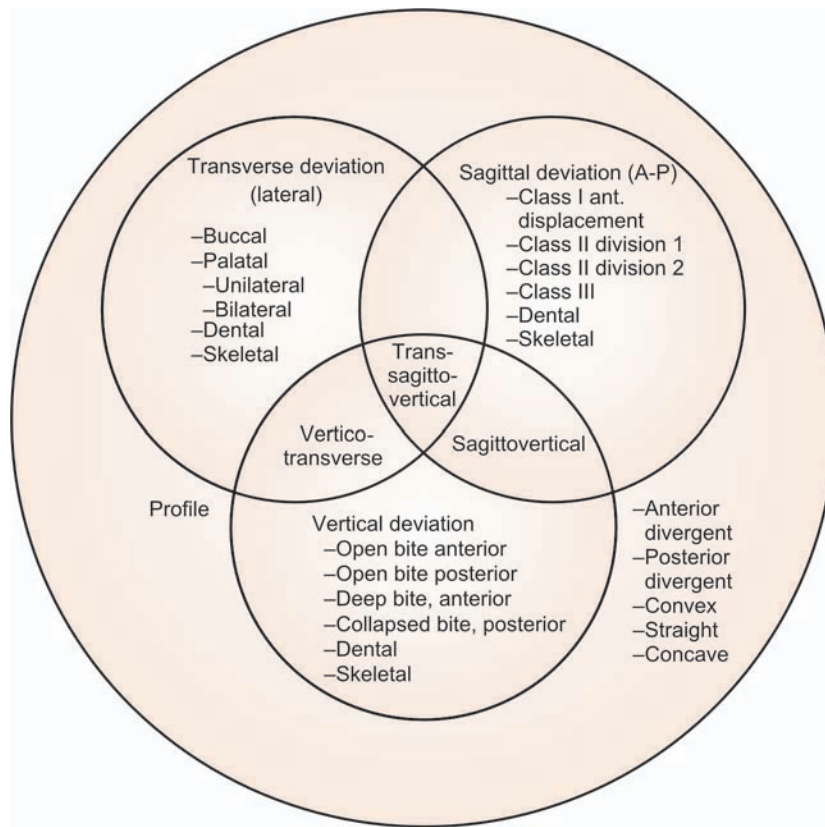 Transverse deviation
(lateral)
–Buccal
–Palatal
–Unilateral
–Bilateral
–Dental
–Skeletal
Sagittal deviation (A-P)
–Class I ant.
displacement
–Class II division 1
–Class II division 2
–Class III
–Dental
–Skeletal
Trans-
sagitto-
vertical
Vertico-
transverse
Sagittovertical
Profile
Vertical deviation
–Open bite anterior
–Open bite posterior
–Deep bite, anterior
–Collapsed bite, posterior
–Dental
–Skeletal
–Anterior
divergent
–Posterior
divergent
–Convex
–Straight
–Concave